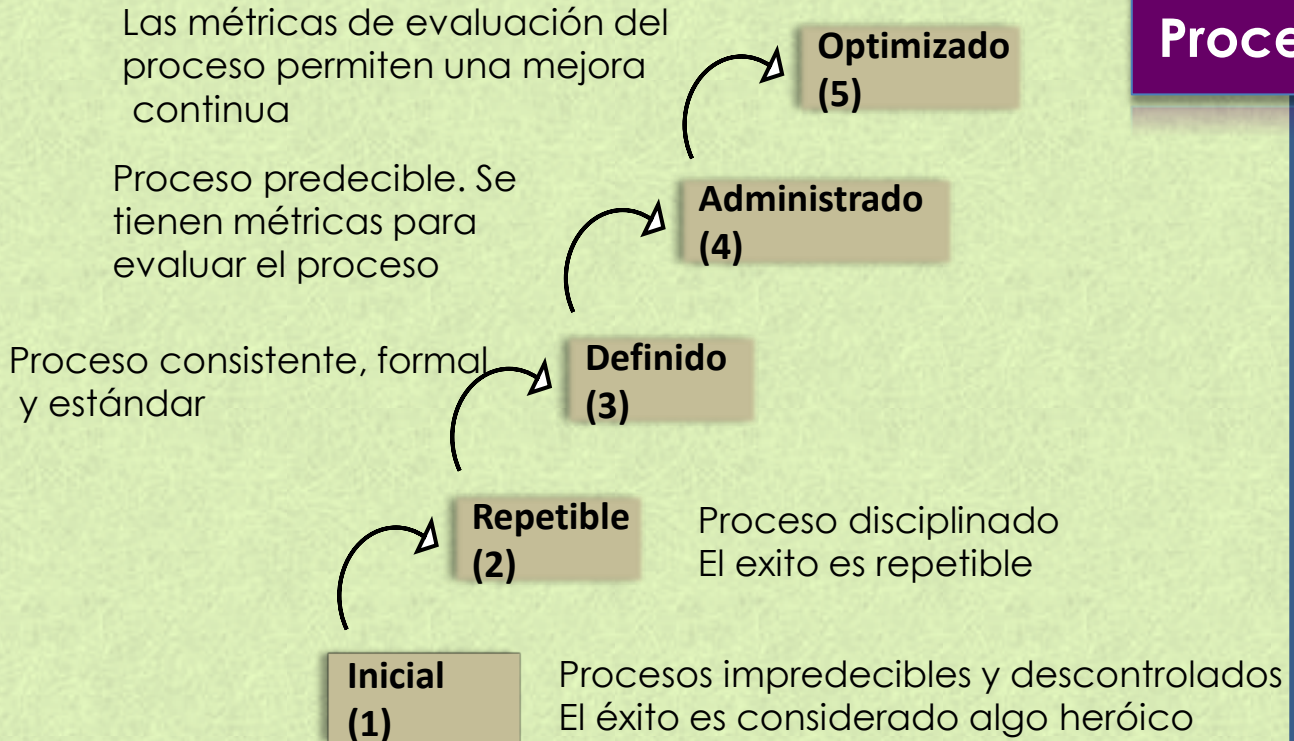 Las métricas de evaluación del
proceso permiten una mejora
continua
Optimizado
(5)
Proce
Proceso predecible. Se
tienen métricas para
evaluar el proceso
Administrado
(4)
Proceso consistente, formal
y estándar
Definido
(3)
Repetible
(2)
Proceso disciplinado
El exito es repetible
Inicial
(1)
Procesos impredecibles y descontrolados
El éxito es considerado algo heróico